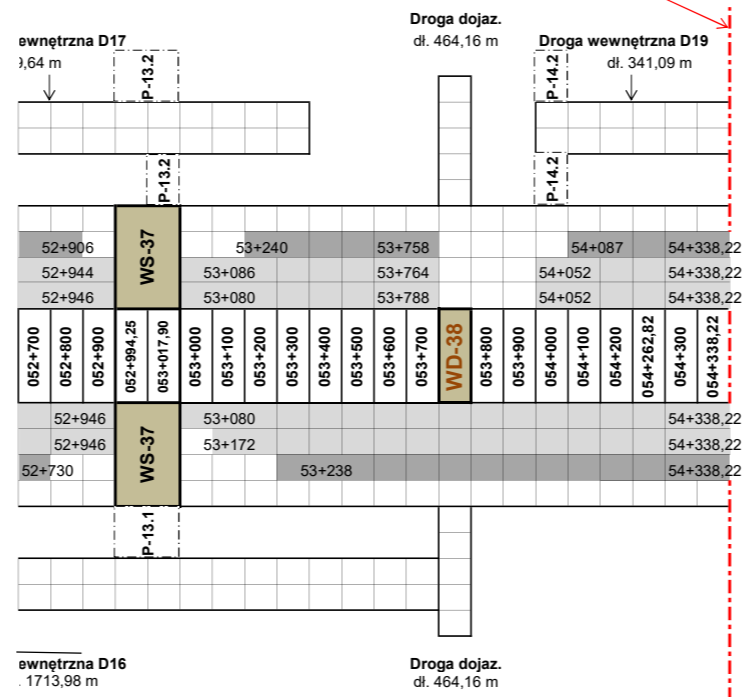 Droga dojaz.
dł. 464,16 m
ewnętrzna D17
9,64 m
Droga wewnętrzna D19
dł. 341,09 m
P-13.2
P-14.2
P-13.2
P-14.2
WS-37
52+906 53+240 53+758 54+087 54+338,22
52+944 53+086 53+764 54+052 54+338,22
52+946 53+080 53+788 54+052 54+338,22
052+700 052+800 052+900 052+994,25 053+017,90 053+000 053+100 053+200 053+300 053+400 053+500 053+600 053+700 WD-38 053+800 053+900 054+000 054+100 054+200 054+262,82 054+300 054+338,22
WS-37
52+946 53+080 54+338,22
52+946 53+172 54+338,22
52+730 53+238 54+338,22
P-13.1
ewnętrzna D16
. 1713,98 m
Droga dojaz.
dł. 464,16 m